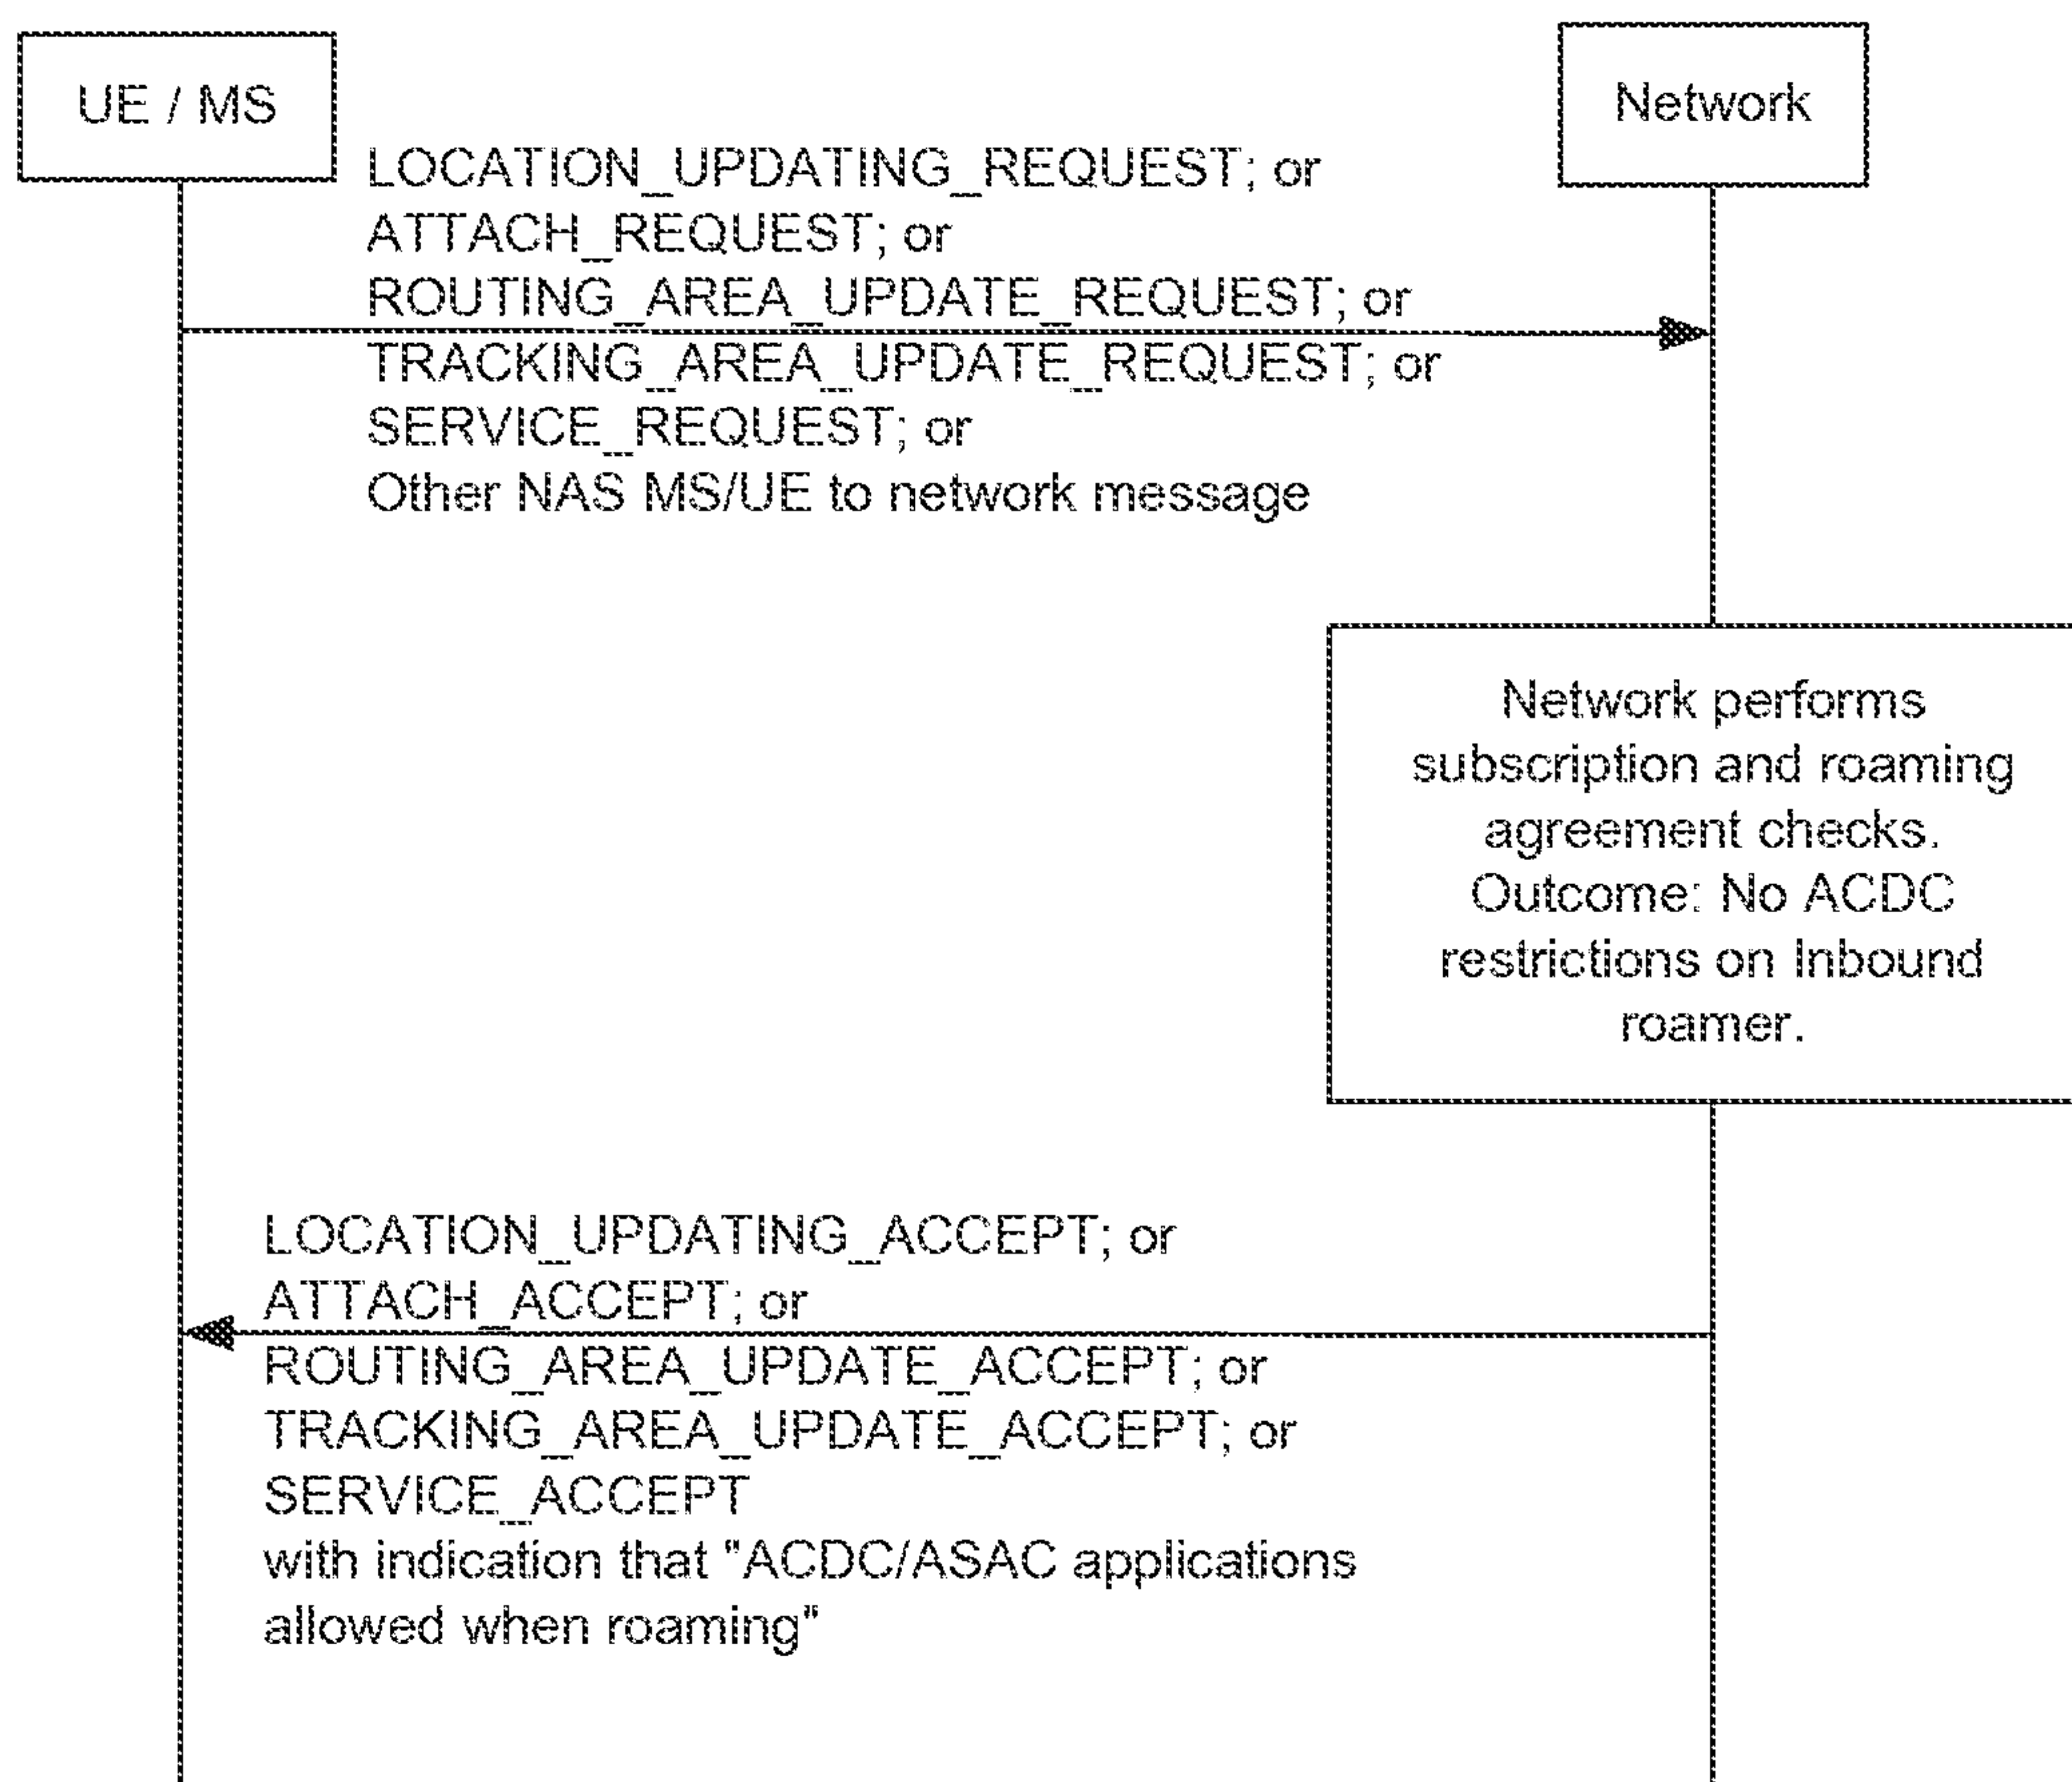 UE / MS
Network
LOCATION_UPDATING_REQUEST; or
ATTACH_REQUEST; or
ROUTING_AREA_UPDATE_REQUEST; or
TRACKING_AREA_UPDATE_REQUEST; or
SERVICE_REQUEST; or
Other NAS MS/UE to network message
Network performs
subscription and roaming
agreement checks.
Outcome: No ACDC
restrictions on Inbound
roamer.
LOCATION_UPDATING_ACCEPT; or
ATTACH_ACCEPT; or
ROUTING_AREA_UPDATE_ACCEPT; or
TRACKING_AREA_UPDATE_ACCEPT; or
SERVICE_ACCEPT
with indication that "ACDC/ASAC applications
allowed when roaming"